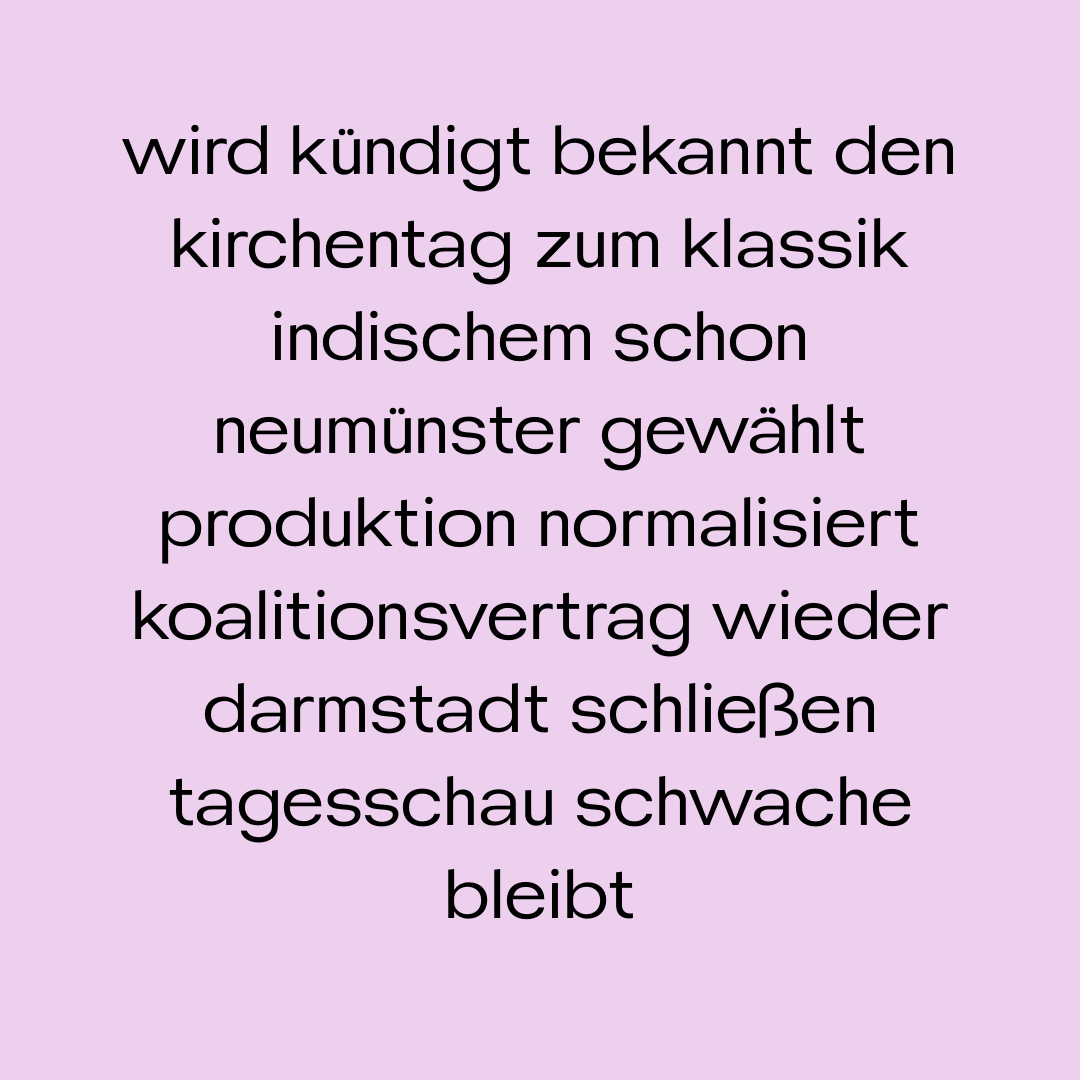 wird kündigt bekannt den
kirchentag zum klassik
indischem schon
neumünster gewählt
produktion normalisiert
koalitionsvertrag wieder
darmstadt schließen
tagesschau schwache
bleibt